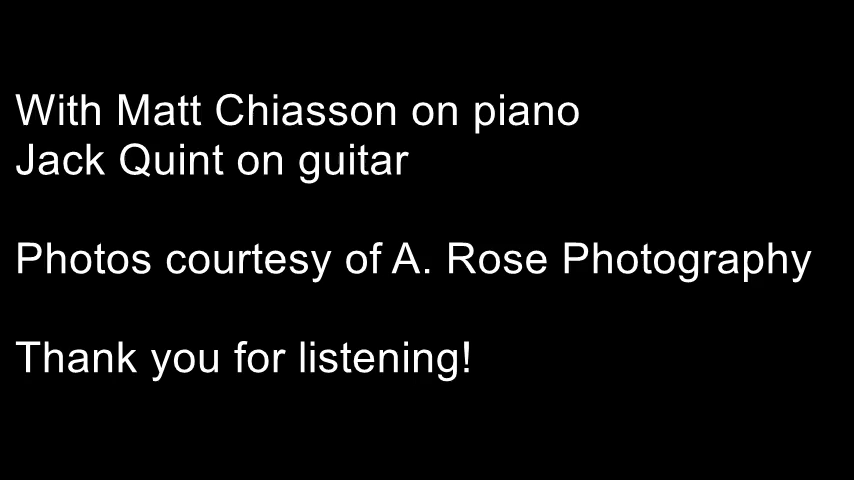 With Matt Chiasson on piano
Jack Quint on guitar
Photos courtesy of A. Rose Photography
Thank you for listening!